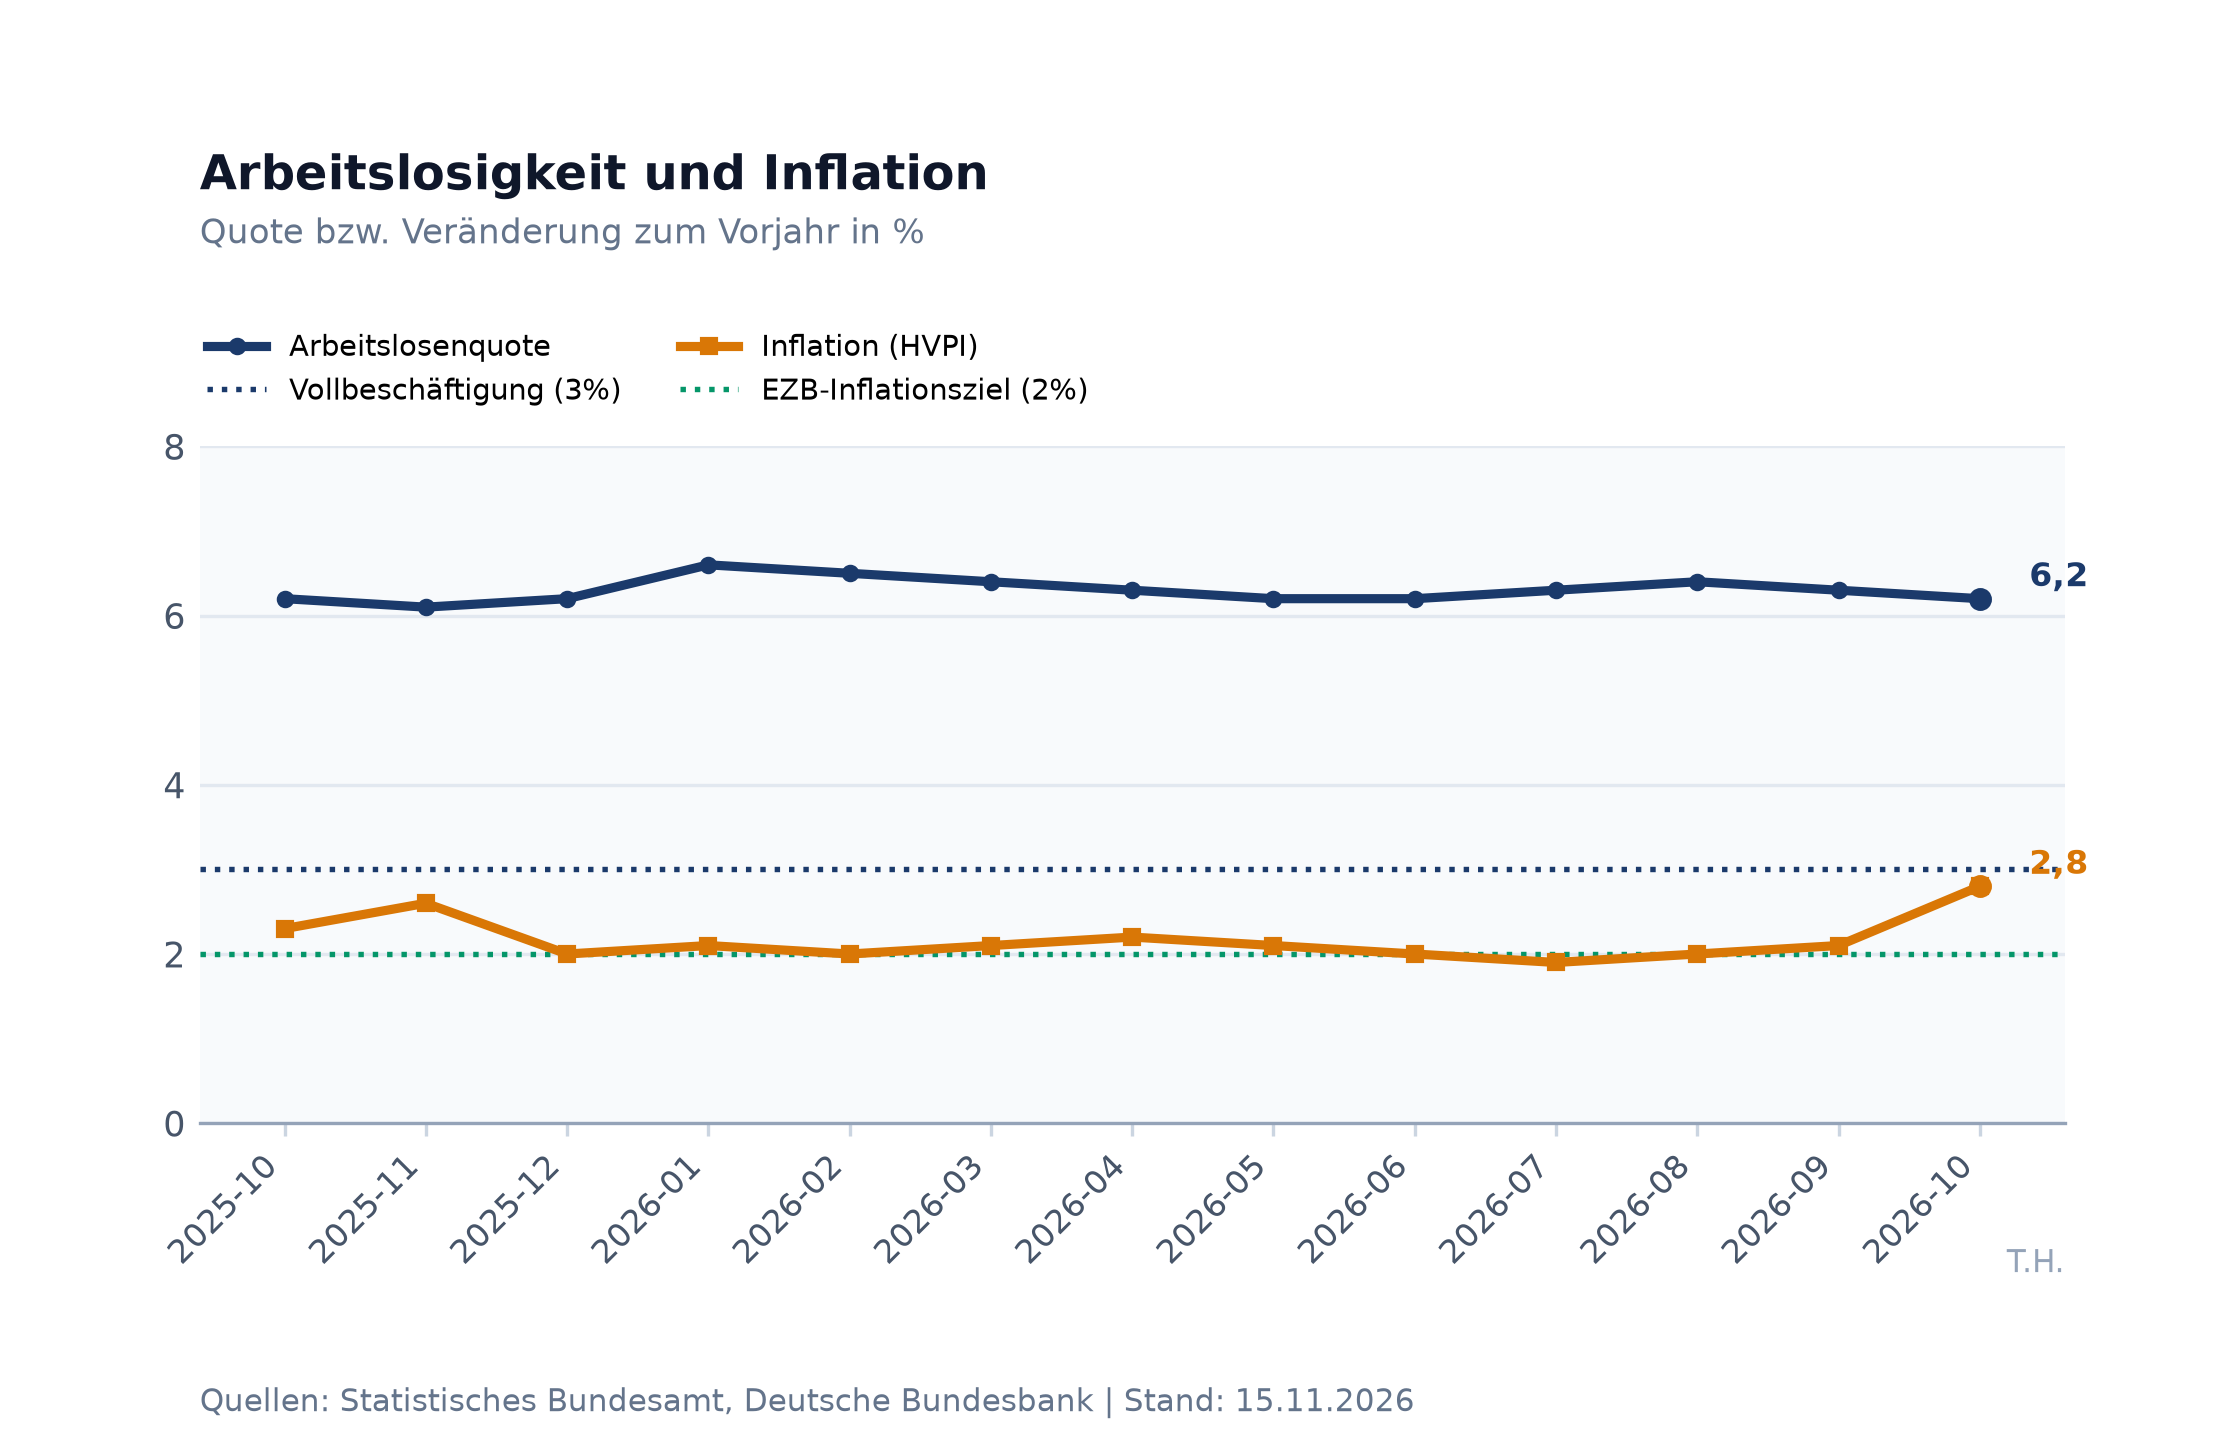 Arbeitslosigkeit und Inflation
Quote bzw. Veränderung zum Vorjahr in %
Arbeitslosenquote
Inflation (HVPI)
Vollbeschäftigung (3%)
EZB-Inflationsziel (2%)
8
6
4
2
0
6,2
2,8
2025-10
2025-11
2025-12
2026-01
2026-02
2026-03
2026-04
2026-05
2026-06
2026-07
2026-08
2026-09
2026-10
T.H.
Quellen: Statistisches Bundesamt, Deutsche Bundesbank | Stand: 15.11.2026